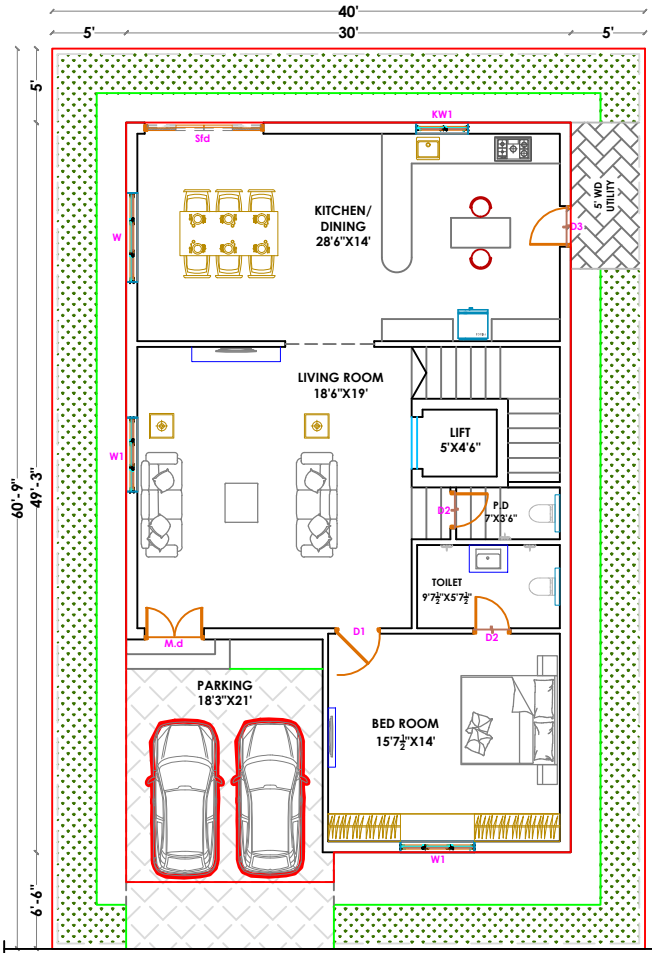 40'
5'
30'
5'
5'
KW1
Sfd
5' WD
UTILITY
W
KITCHEN/
DINING
28'6"X14'
D3
LIVING ROOM
18'6"X19'
LIFT
5'X4'6"
W1
60'-9"
49'-3"
D2
P.D
7'X3'6"
TOILET
9'7½"X5'7½"
D1
D2
M.d
PARKING
18'3"X21'
BED ROOM
15'7½"X14'
W1
6'-6"